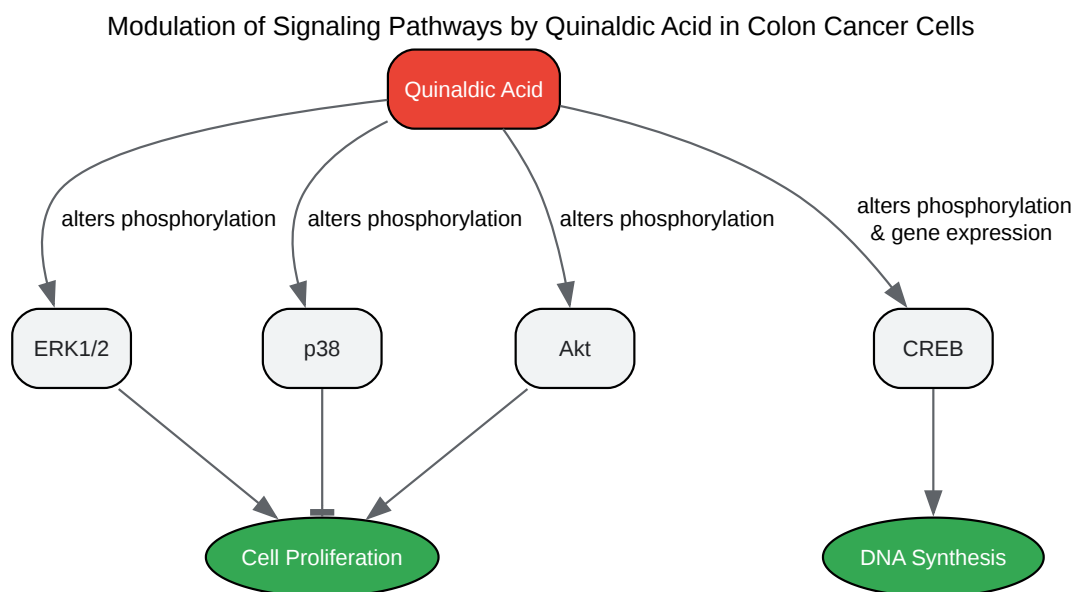 Modulation of Signaling Pathways by Quinaldic Acid in Colon Cancer Cells
Quinaldic Acid
alters phosphorylation
alters phosphorylation
alters phosphorylation
alters phosphorylation
& gene expression
ERK1/2
p38
Akt
CREB
Cell Proliferation
DNA Synthesis